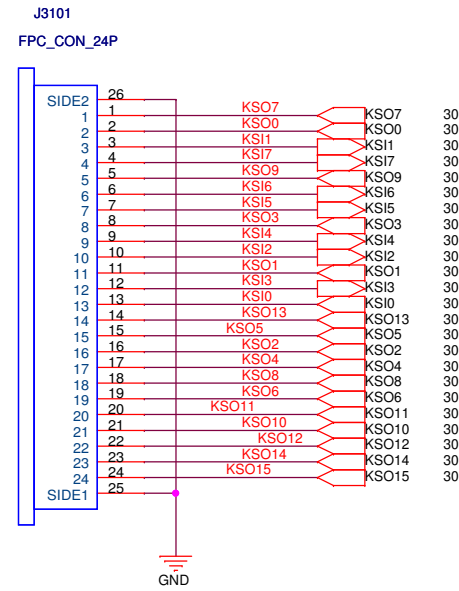 J3101
FPC_CON_24P
SIDE2 26
1 1 KSO7 KSO7 30
2 2 KSO0 KSO0 30
3 3 KSI1 KSI1 30
4 4 KSI7 KSI7 30
5 5 KSO9 KSO9 30
6 6 KSI6 KSI6 30
7 7 KSI5 KSI5 30
8 8 KSO3 KSO3 30
9 9 KSI4 KSI4 30
10 10 KSI2 KSI2 30
11 11 KSO1 KSO1 30
12 12 KSI3 KSI3 30
13 13 KSI0 KSI0 30
14 14 KSO13 KSO13 30
15 15 KSO5 KSO5 30
16 16 KSO2 KSO2 30
17 17 KSO4 KSO4 30
18 18 KSO8 KSO8 30
19 19 KSO6 KSO6 30
20 20 KSO11 KSO11 30
21 21 KSO10 KSO10 30
22 22 KSO12 KSO12 30
23 23 KSO14 KSO14 30
24 24 KSO15 KSO15 30
SIDE1 25
GND